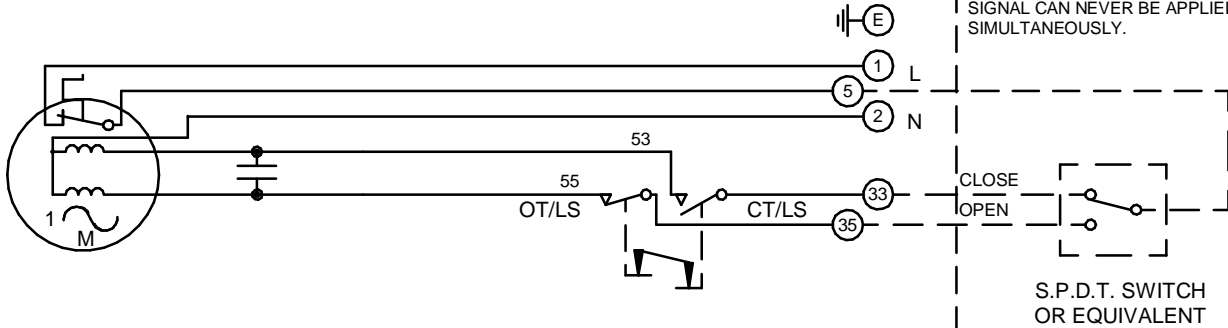 SIGNAL CAN NEVER BE APPLIED
SIMULTANEOUSLY.
E
1
L
5
2
N
53
55
OT/LS
CT/LS
33
CLOSE
35
OPEN
1
M
S.P.D.T. SWITCH
OR EQUIVALENT